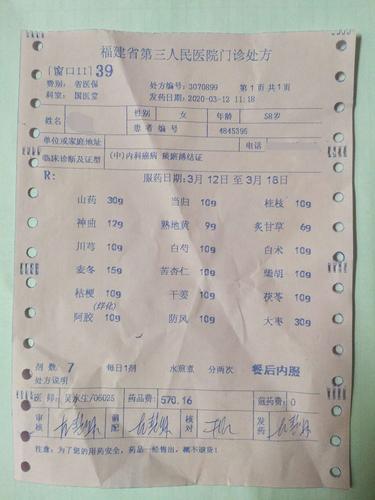 福建省第三人民医院门诊处方
[窗口11] 39
费别: 省医保 处方编号: 3070899 第 1 页 共 1 页
科室: 国医堂 发药日期: 2020-03-12 11:18
姓名 性别 女 年龄 58岁
患者编号 4845395
单位或家庭地址 电话
临床诊断及证型 (中)内科癌病 痰瘀搏结证
R: 服药日期:3月12日 至 3月18日
山药 30g 当归 10g 桂枝 10g
神曲 12g 熟地黄 9g 炙甘草 6g
川芎 10g 白芍 10g 白术 10g
麦冬 15g 苦杏仁 10g 柴胡 10g
桔梗 10g 干姜 10g 茯苓 10g
(烊化)
阿胶 10g 防风 10g 大枣 30g
剂 数: 7 每日1剂 水煎煮 分两次 餐后内服
处方说明
医 师: 吴水生/06025 药品费: 570.16 煎药费: 0
审核 调配 核对 发药
注意: 为了您的用药安全, 药品一经售出, 概不退换!